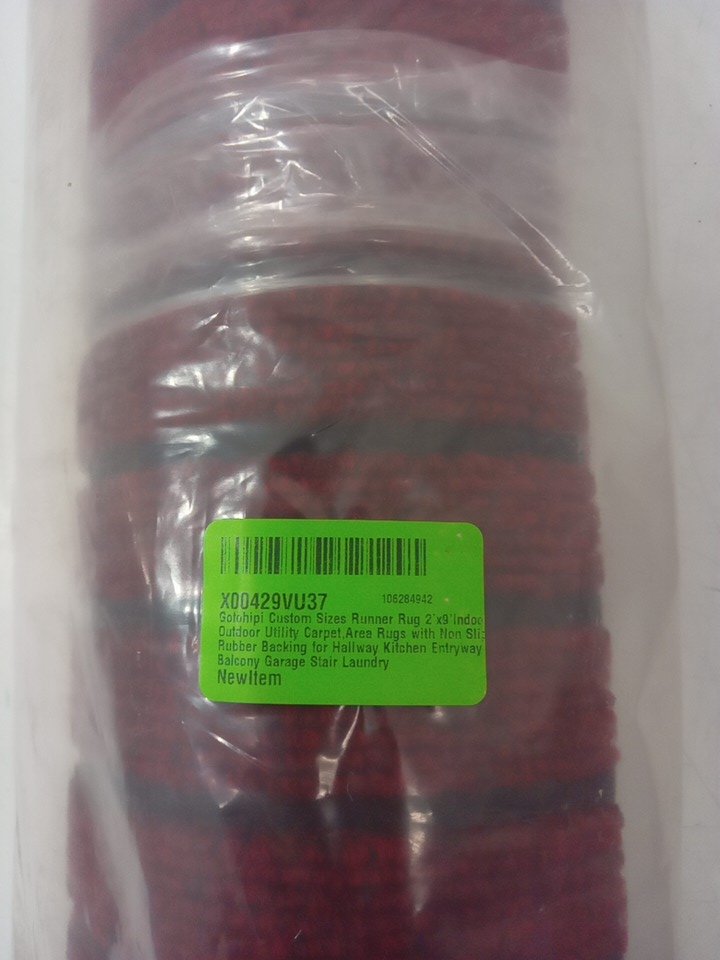 X00429VU37 106284942
Gotohipi Custom Sizes Runner Rug 2'x9'Indoo
Outdoor Utility Carpet,Area Rugs with Non Sli
Rubber Backing for Hallway Kitchen Entryway
Balcony Garage Stair Laundry
NewItem